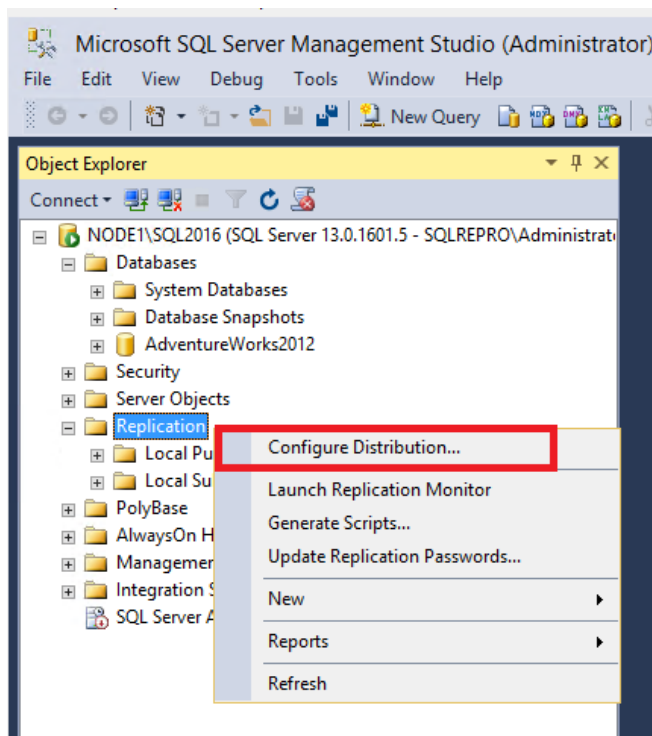 Microsoft SQL Server Management Studio (Administrator)
File Edit View Debug Tools Window Help
New Query
Object Explorer
Connect
NODE1\SQL2016 (SQL Server 13.0.1601.5 - SQLREPRO\Administrat
Databases
System Databases
Database Snapshots
AdventureWorks2012
Security
Server Objects
Replication
Local Pu
Local Su
PolyBase
AlwaysOn H
Managemer
Integration S
SQL Server A
Configure Distribution...
Launch Replication Monitor
Generate Scripts...
Update Replication Passwords...
New
Reports
Refresh